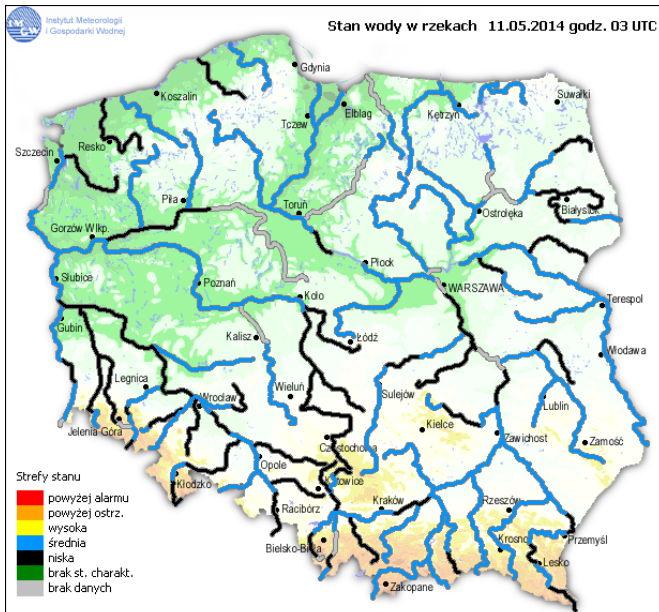 IMGW
Instytut Meteorologii
i Gospodarki Wodnej
Stan wody w rzekach 11.05.2014 godz. 03 UTC
Gdynia
Koszalin
Suwałki
Elbląg
Kętrzyn
Tczew
Resko
Szczecin
Piła
Białystok
Toruń
Ostrołęka
Gorzów Wlkp.
Płock
Słubice
Poznań
WARSZAWA
Koło
Terespol
Gubin
Kalisz
Łódź
Włodawa
Legnica
Wieluń
Sulejów
Wrocław
Lublin
Jelenia Góra
Kielce
Zawichost
Zamość
Częstochowa
Opole
Kłodzko
Katowice
Racibórz
Kraków
Rzeszów
Bielsko-Biała
Przemyśl
Krosno
Lesko
Zakopane
Strefy stanu
powyżej alarmu
powyżej ostrz.
wysoka
średnia
niska
brak st. charakt.
brak danych